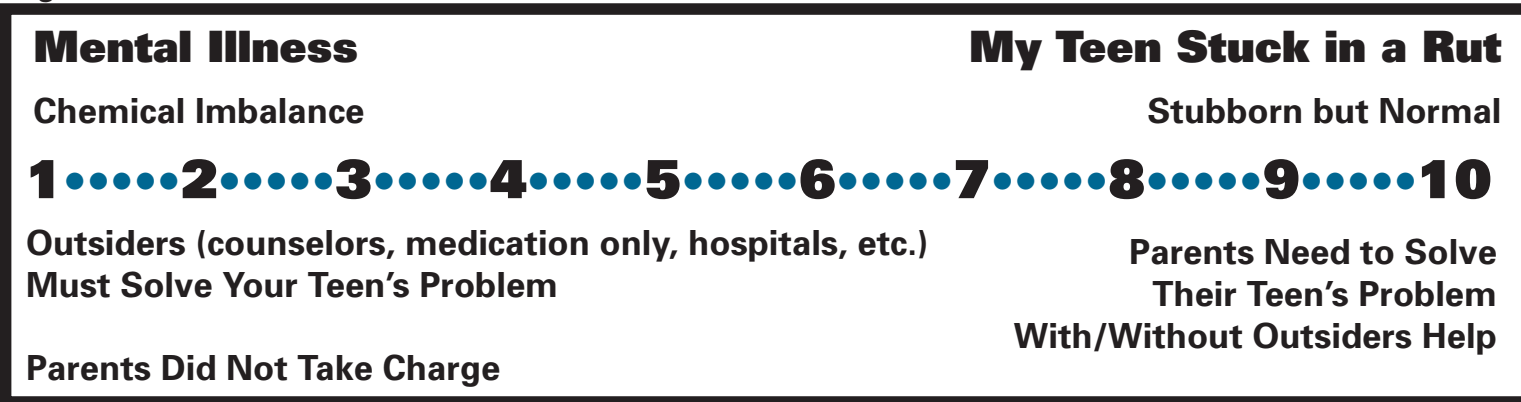 Mental Illness
My Teen Stuck in a Rut
Chemical Imbalance
Stubborn but Normal
1 2 3 4 5 6 7 8 9 10
Outsiders (counselors, medication only, hospitals, etc.)
Must Solve Your Teen’s Problem
Parents Did Not Take Charge
Parents Need to Solve
Their Teen’s Problem
With/Without Outsiders Help